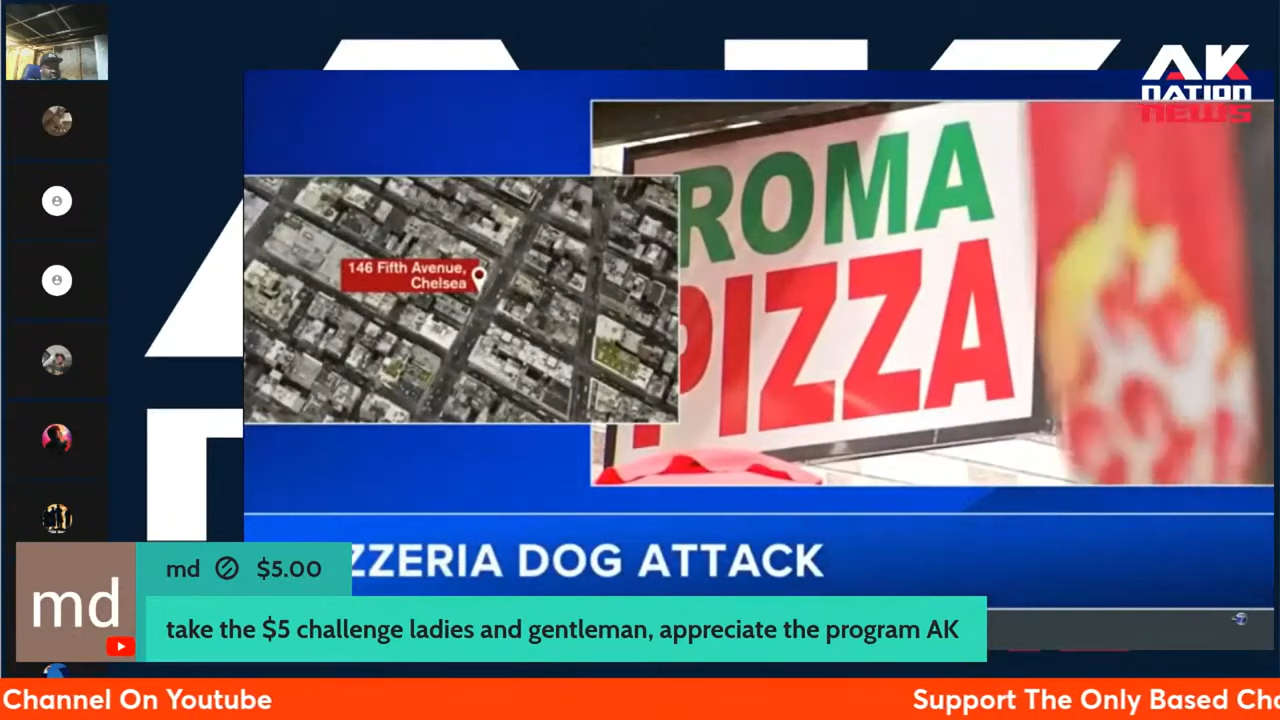 AK
NATION
NEWS
ROMA
PIZZA
146 Fifth Avenue,
Chelsea
ZZERIA DOG ATTACK
md $5.00
md
take the $5 challenge ladies and gentleman, appreciate the program AK
Channel On Youtube
Support The Only Based Cha